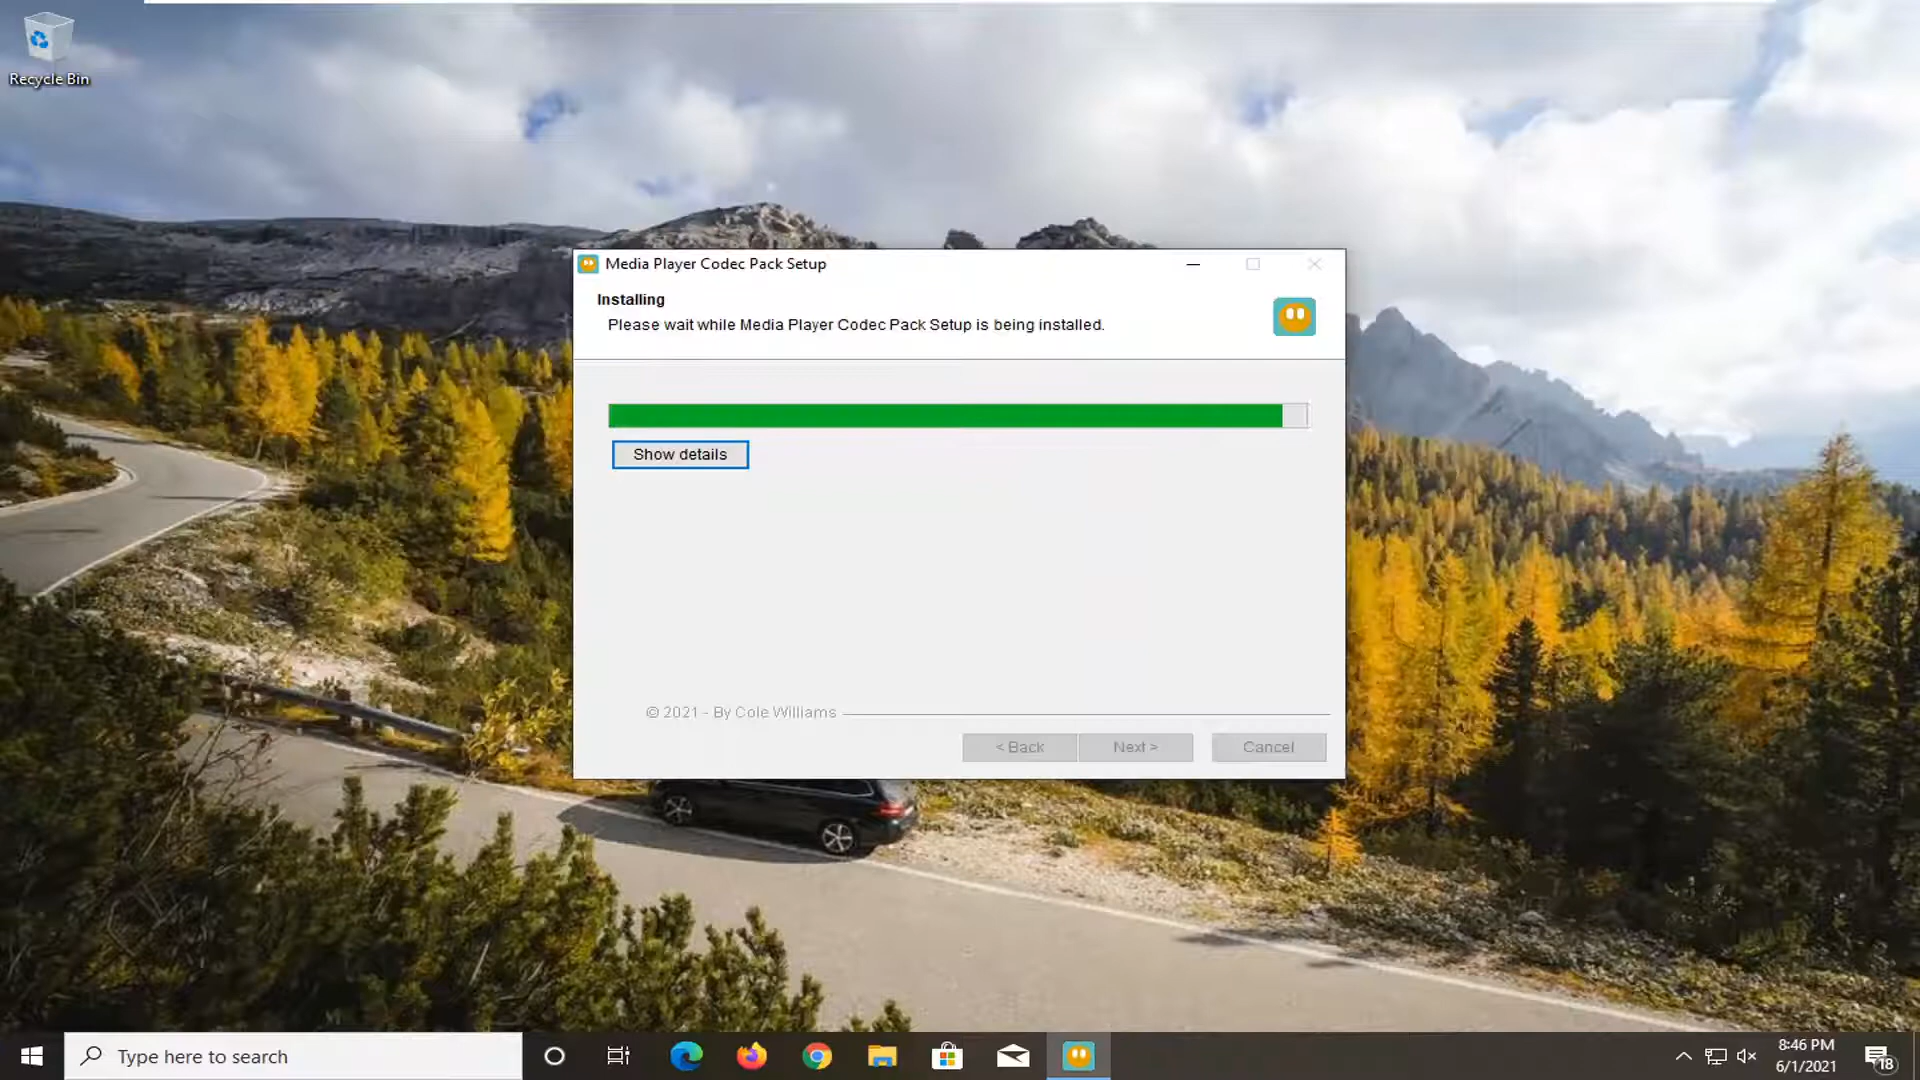 Recycle Bin
Media Player Codec Pack Setup
Installing
Please wait while Media Player Codec Pack Setup is being installed.
Show details
© 2021 - By Cole Williams
< Back
Next >
Cancel
Type here to search
8:46 PM
6/1/2021
18